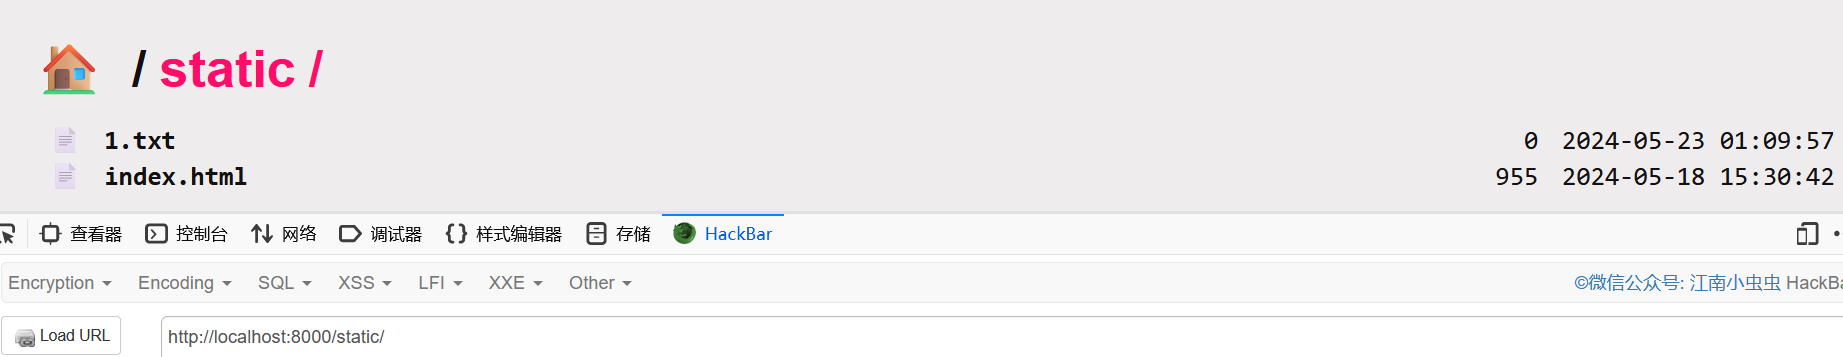 / static /
1.txt 0 2024-05-23 01:09:57
index.html 955 2024-05-18 15:30:42
查看器 控制台 网络 调试器 样式编辑器 存储 HackBar
Encryption Encoding SQL XSS LFI XXE Other ©微信公众号: 江南小虫虫 HackBa
Load URL http://localhost:8000/static/